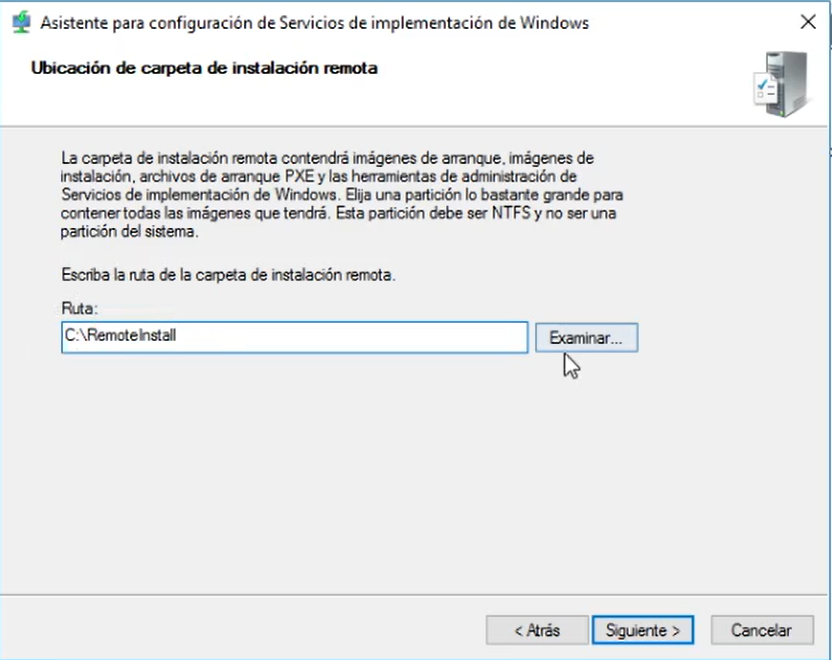 Asistente para configuración de Servicios de implementación de Windows
Ubicación de carpeta de instalación remota
La carpeta de instalación remota contendrá imágenes de arranque, imágenes de
instalación, archivos de arranque PXE y las herramientas de administración de
Servicios de implementación de Windows. Elija una partición lo bastante grande para
contener todas las imágenes que tendrá. Esta partición debe ser NTFS y no ser una
partición del sistema.
Escriba la ruta de la carpeta de instalación remota.
Ruta:
C:\RemoteInstall
Examinar...
< Atrás
Siguiente >
Cancelar